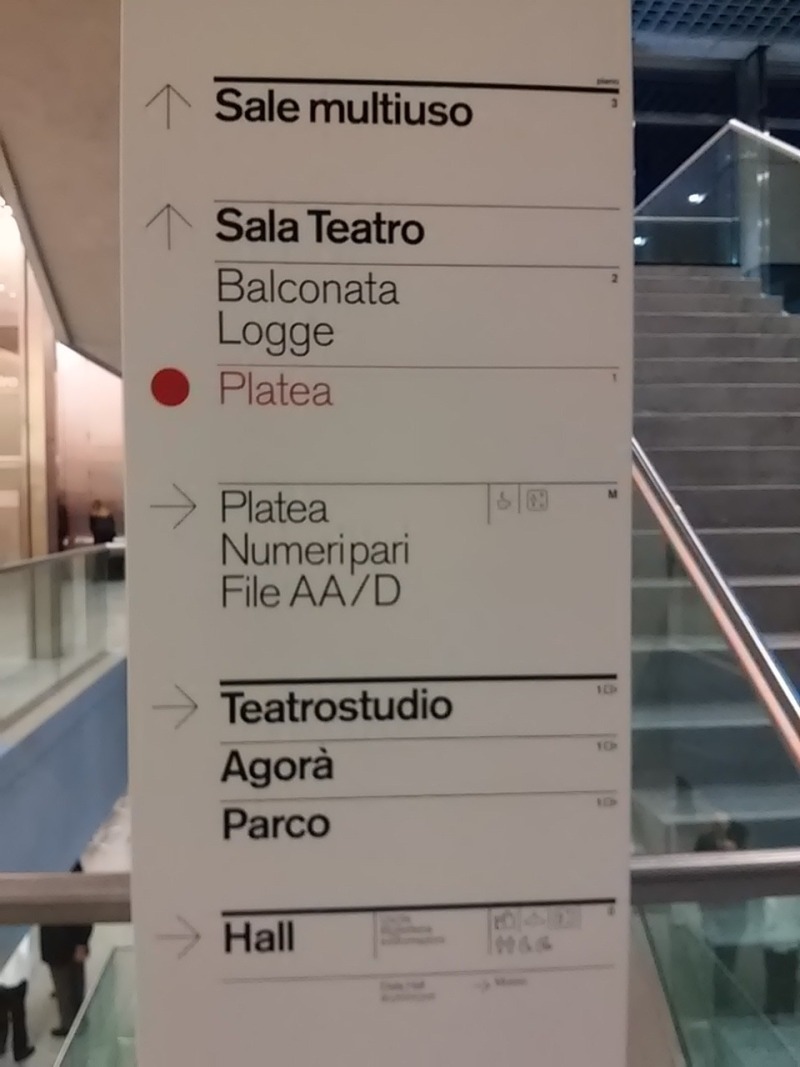 piano
Sale multiuso
3
Sala Teatro
Balconata
2
Logge
Platea
1
Platea
M
Numeri pari
File AA/D
Teatrostudio
Agorà
Parco
Hall